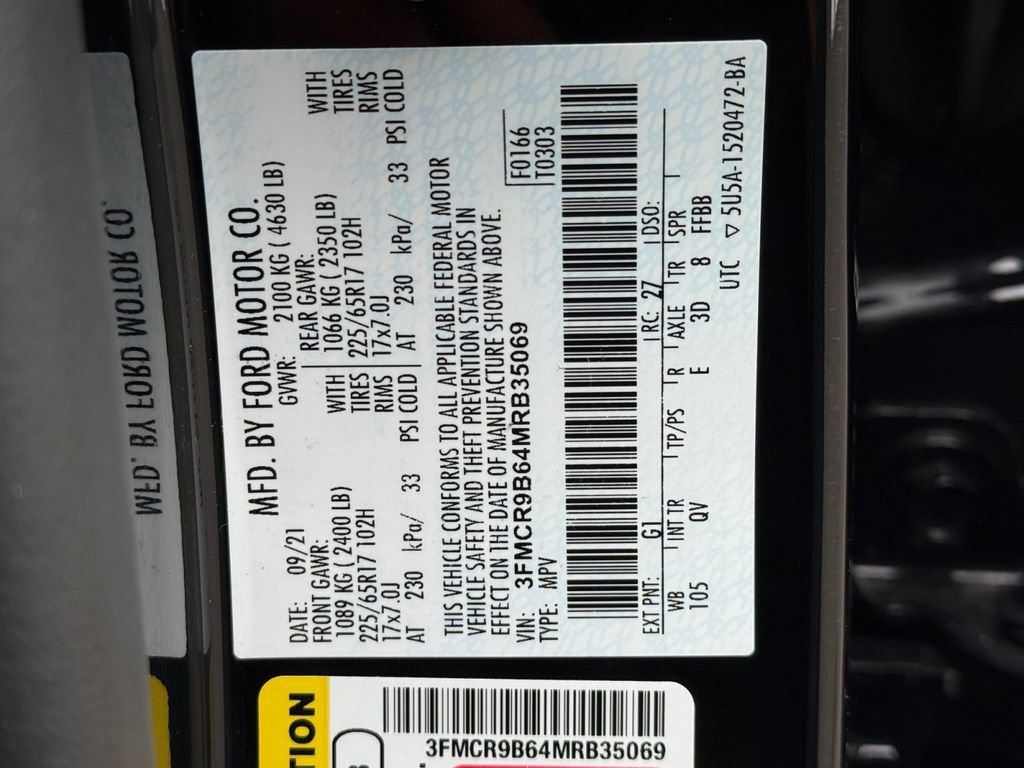 MFD. BY FORD MOTOR CO.
DATE: 09/21 GVWR: 2100 KG ( 4630 LB)
FRONT GAWR: REAR GAWR:
1089 KG ( 2400 LB) WITH 1066 KG ( 2350 LB) WITH
225/65R17 102H TIRES 225/65R17 102H TIRES
17x7.0J RIMS 17x7.0J RIMS
AT 230 kPa/ 33 PSI COLD AT 230 kPa/ 33 PSI COLD
THIS VEHICLE CONFORMS TO ALL APPLICABLE FEDERAL MOTOR
VEHICLE SAFETY AND THEFT PREVENTION STANDARDS IN
EFFECT ON THE DATE OF MANUFACTURE SHOWN ABOVE.
VIN: 3FMCR9B64MRB35069 F0166
TYPE: MPV T0303
EXT PNT: G1 RC: 27 DSO:
WB INT TR TP/PS R AXLE TR SPR
105 QV E 3D 8 FFBB
UTC ▽ 5U5A-1520472-BA
TION
3FMCR9B64MRB35069